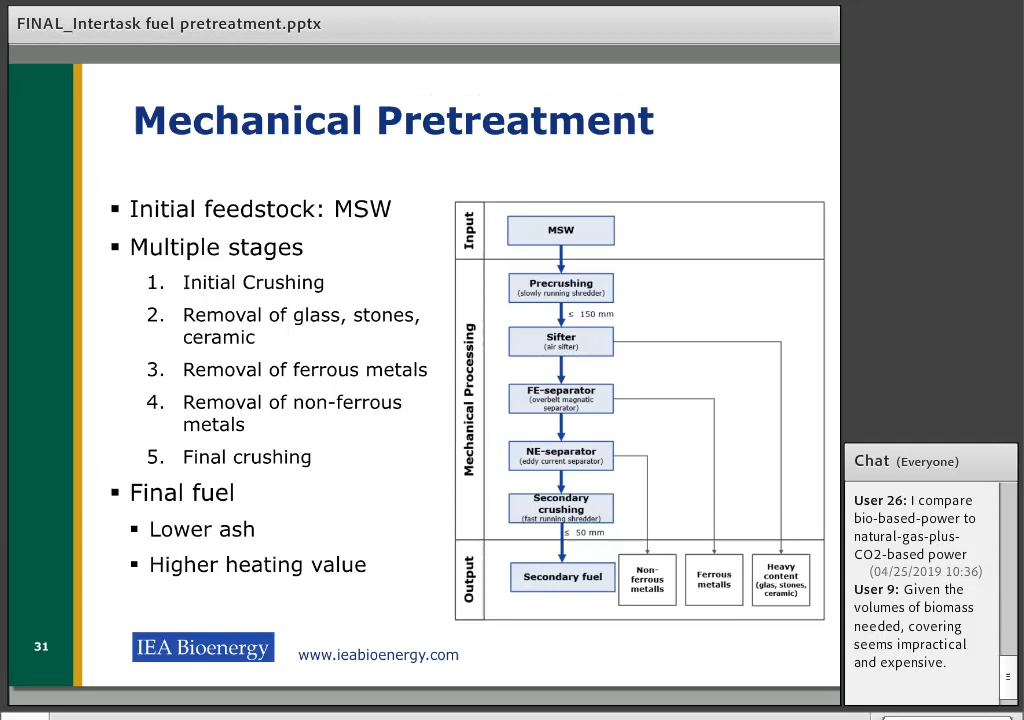 FINAL_Intertask fuel pretreatment.pptx
Mechanical Pretreatment
▪ Initial feedstock: MSW
▪ Multiple stages
1. Initial Crushing
2. Removal of glass, stones,
ceramic
3. Removal of ferrous metals
4. Removal of non-ferrous
metals
5. Final crushing
▪ Final fuel
▪ Lower ash
▪ Higher heating value
Input
MSW
Mechanical Processing
Precrushing
(slowly running shredder)
≤ 150 mm
Sifter
(air sifter)
FE-separator
(overbelt magnatic
separator)
NE-separator
(eddy current separator)
Secondary
crushing
(fast running shredder)
≤ 50 mm
Output
Secondary fuel
Non-
ferrous
metalls
Ferrous
metalls
Heavy
content
(glas, stones,
ceramic)
31
IEA Bioenergy
www.ieabioenergy.com
Chat (Everyone)
User 26: I compare
bio-based-power to
natural-gas-plus-
CO2-based power
(04/25/2019 10:36)
User 9: Given the
volumes of biomass
needed, covering
seems impractical
and expensive.